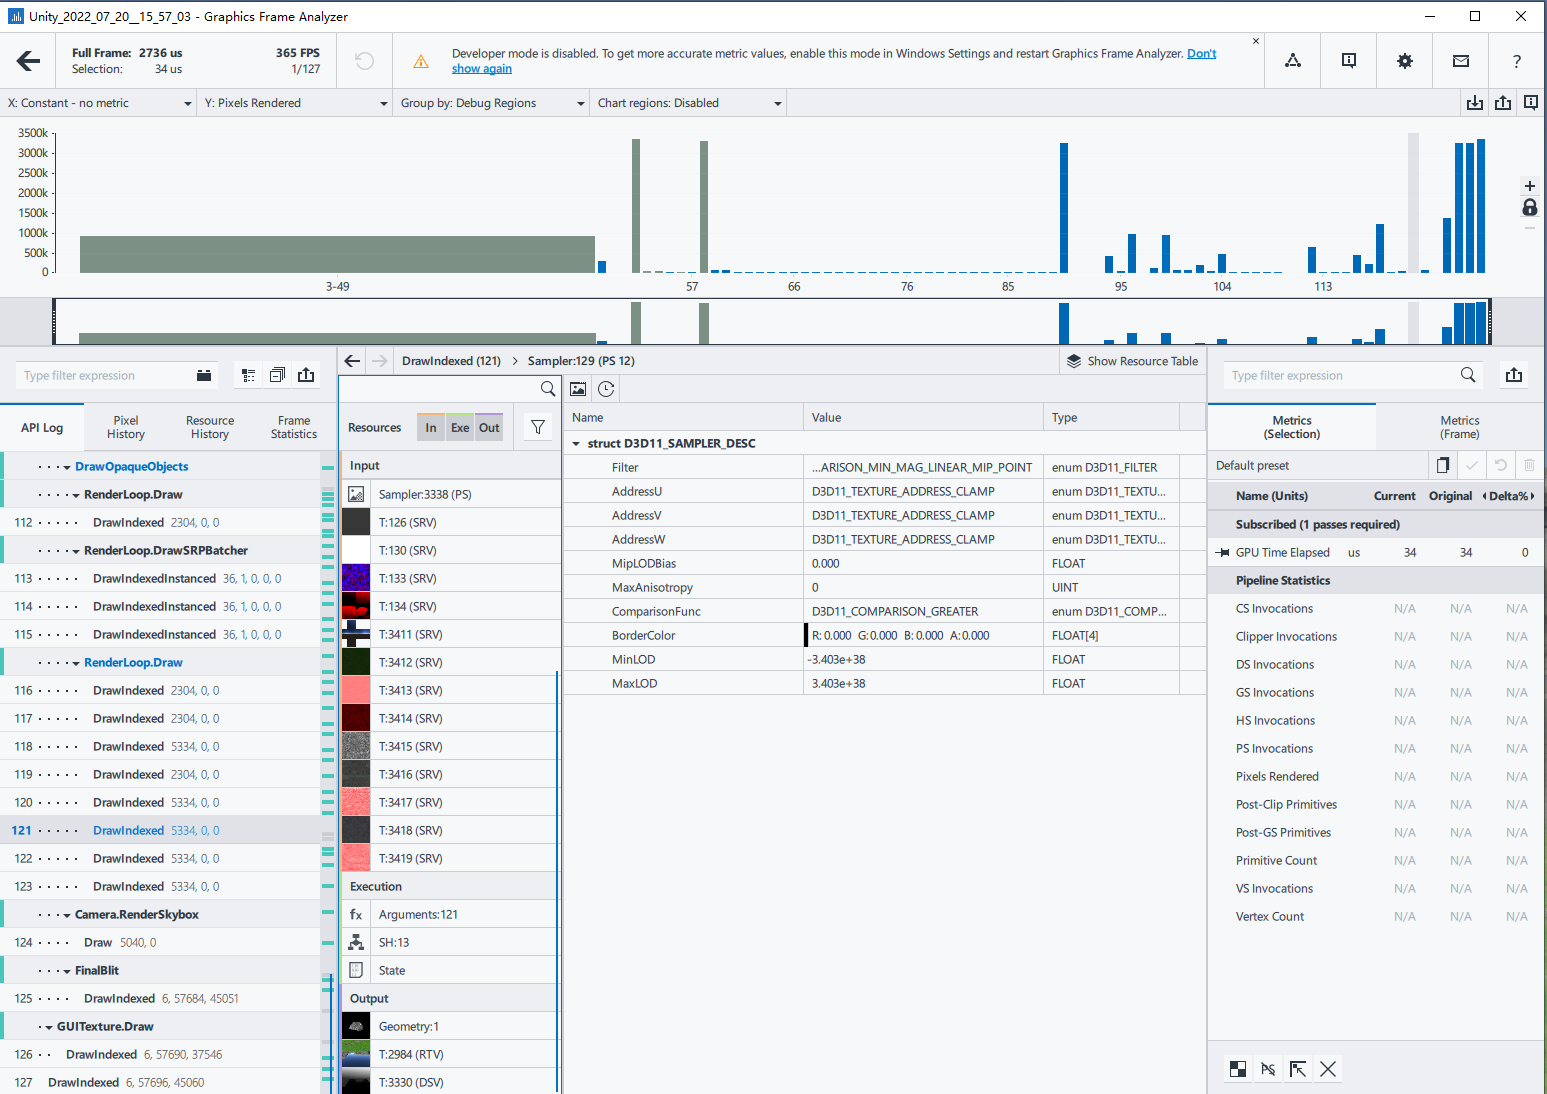 Unity_2022_07_20__15_57_03 - Graphics Frame Analyzer
Full Frame: 2736 us 365 FPS
Selection: 34 us 1/127
Developer mode is disabled. To get more accurate metric values, enable this mode in Windows Settings and restart Graphics Frame Analyzer. Don't
show again
?
X: Constant - no metric
Y: Pixels Rendered
Group by: Debug Regions
Chart regions: Disabled
3500k
3000k
2500k
2000k
1500k
1000k
500k
0
3-49 57 66 76 85 95 104 113
Type filter expression
API Log
Pixel
History
Resource
History
Frame
Statistics
DrawOpaqueObjects
RenderLoop.Draw
112 DrawIndexed 2304, 0, 0
RenderLoop.DrawSRPBatcher
113 DrawIndexedInstanced 36, 1, 0, 0, 0
114 DrawIndexedInstanced 36, 1, 0, 0, 0
115 DrawIndexedInstanced 36, 1, 0, 0, 0
RenderLoop.Draw
116 DrawIndexed 2304, 0, 0
117 DrawIndexed 2304, 0, 0
118 DrawIndexed 5334, 0, 0
119 DrawIndexed 2304, 0, 0
120 DrawIndexed 5334, 0, 0
121 DrawIndexed 5334, 0, 0
122 DrawIndexed 5334, 0, 0
123 DrawIndexed 5334, 0, 0
Camera.RenderSkybox
124 Draw 5040, 0
FinalBlit
125 DrawIndexed 6, 57684, 45051
GUITexture.Draw
126 DrawIndexed 6, 57690, 37546
127 DrawIndexed 6, 57696, 45060
DrawIndexed (121) > Sampler:129 (PS 12)
Show Resource Table
Resources In Exe Out
Input
Sampler:3338 (PS)
T:126 (SRV)
T:130 (SRV)
T:133 (SRV)
T:134 (SRV)
T:3411 (SRV)
T:3412 (SRV)
T:3413 (SRV)
T:3414 (SRV)
T:3415 (SRV)
T:3416 (SRV)
T:3417 (SRV)
T:3418 (SRV)
T:3419 (SRV)
Execution
fx Arguments:121
SH:13
State
Output
Geometry:1
T:2984 (RTV)
T:3330 (DSV)
Name Value Type
struct D3D11_SAMPLER_DESC
Filter ...ARISON_MIN_MAG_LINEAR_MIP_POINT enum D3D11_FILTER
AddressU D3D11_TEXTURE_ADDRESS_CLAMP enum D3D11_TEXTU...
AddressV D3D11_TEXTURE_ADDRESS_CLAMP enum D3D11_TEXTU...
AddressW D3D11_TEXTURE_ADDRESS_CLAMP enum D3D11_TEXTU...
MipLODBias 0.000 FLOAT
MaxAnisotropy 0 UINT
ComparisonFunc D3D11_COMPARISON_GREATER enum D3D11_COMP...
BorderColor R: 0.000 G:0.000 B: 0.000 A:0.000 FLOAT[4]
MinLOD -3.403e+38 FLOAT
MaxLOD 3.403e+38 FLOAT
Type filter expression
Metrics
(Selection)
Metrics
(Frame)
Default preset
Name (Units) Current Original Delta%
Subscribed (1 passes required)
GPU Time Elapsed us 34 34 0
Pipeline Statistics
CS Invocations N/A N/A N/A
Clipper Invocations N/A N/A N/A
DS Invocations N/A N/A N/A
GS Invocations N/A N/A N/A
HS Invocations N/A N/A N/A
PS Invocations N/A N/A N/A
Pixels Rendered N/A N/A N/A
Post-Clip Primitives N/A N/A N/A
Post-GS Primitives N/A N/A N/A
Primitive Count N/A N/A N/A
VS Invocations N/A N/A N/A
Vertex Count N/A N/A N/A
PS